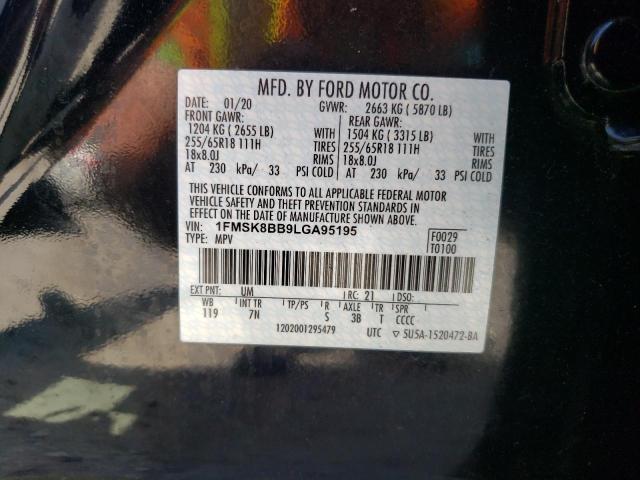 MFD. BY FORD MOTOR CO.
DATE: 01/20 GVWR: 2663 KG ( 5870 LB)
FRONT GAWR: REAR GAWR:
1204 KG ( 2655 LB) WITH 1504 KG ( 3315 LB) WITH
255/65R18 111H TIRES 255/65R18 111H TIRES
18x8.0J RIMS 18x8.0J RIMS
AT 230 kPa/ 33 PSI COLD AT 230 kPa/ 33 PSI COLD
THIS VEHICLE CONFORMS TO ALL APPLICABLE FEDERAL MOTOR
VEHICLE SAFETY AND THEFT PREVENTION STANDARDS IN
EFFECT ON THE DATE OF MANUFACTURE SHOWN ABOVE.
VIN: 1FMSK8BB9LGA95195 F0029
TYPE: MPV T0100
EXT PNT: UM RC: 21 DSO:
WB INT TR TP/PS R AXLE TR SPR
119 7N S 3B T CCCC
1202001295479 UTC ▽ SU5A-1520472-BA